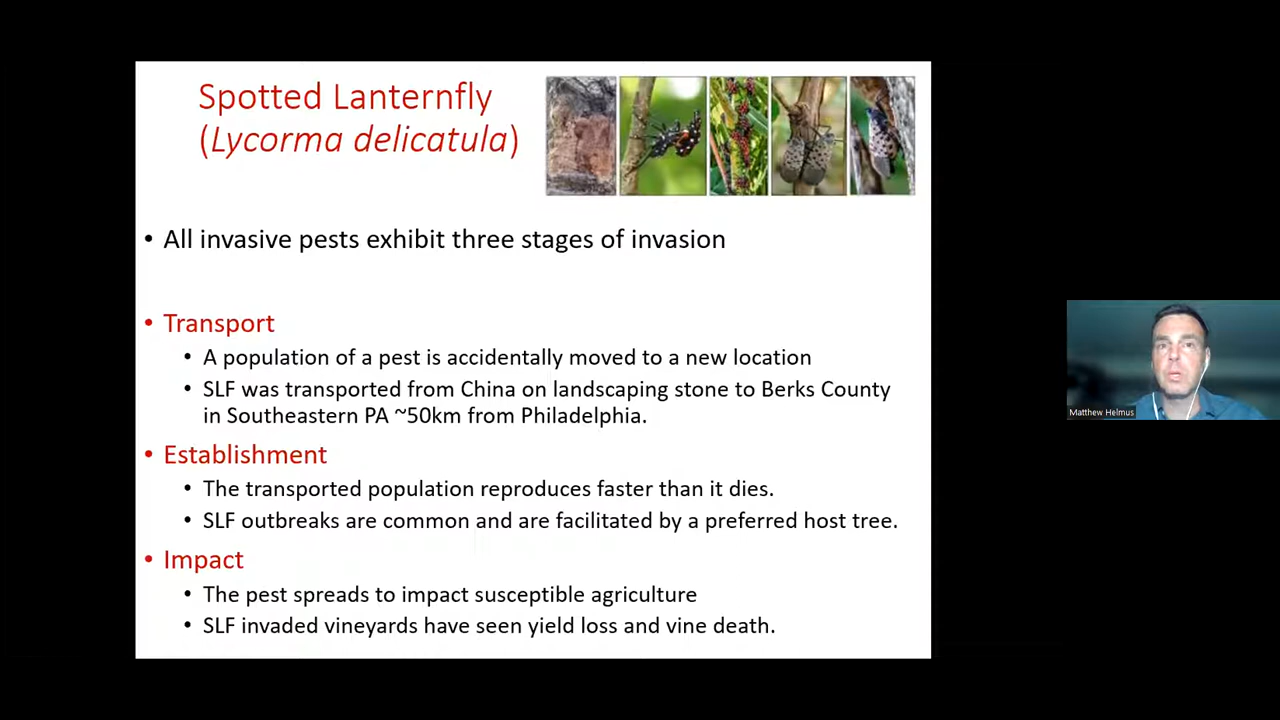 Spotted Lanternfly
(Lycorma delicatula)
• All invasive pests exhibit three stages of invasion
• Transport
• A population of a pest is accidentally moved to a new location
• SLF was transported from China on landscaping stone to Berks County
in Southeastern PA ~50km from Philadelphia.
• Establishment
• The transported population reproduces faster than it dies.
• SLF outbreaks are common and are facilitated by a preferred host tree.
• Impact
• The pest spreads to impact susceptible agriculture
• SLF invaded vineyards have seen yield loss and vine death.
Matthew Helmus